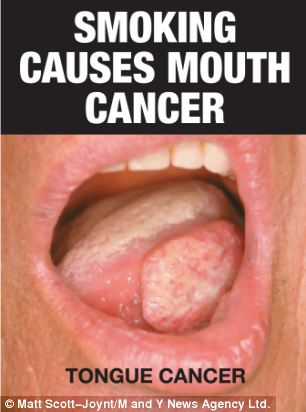 SMOKING
CAUSES MOUTH
CANCER
TONGUE CANCER
© Matt Scott–Joynt/M and Y News Agency Ltd.